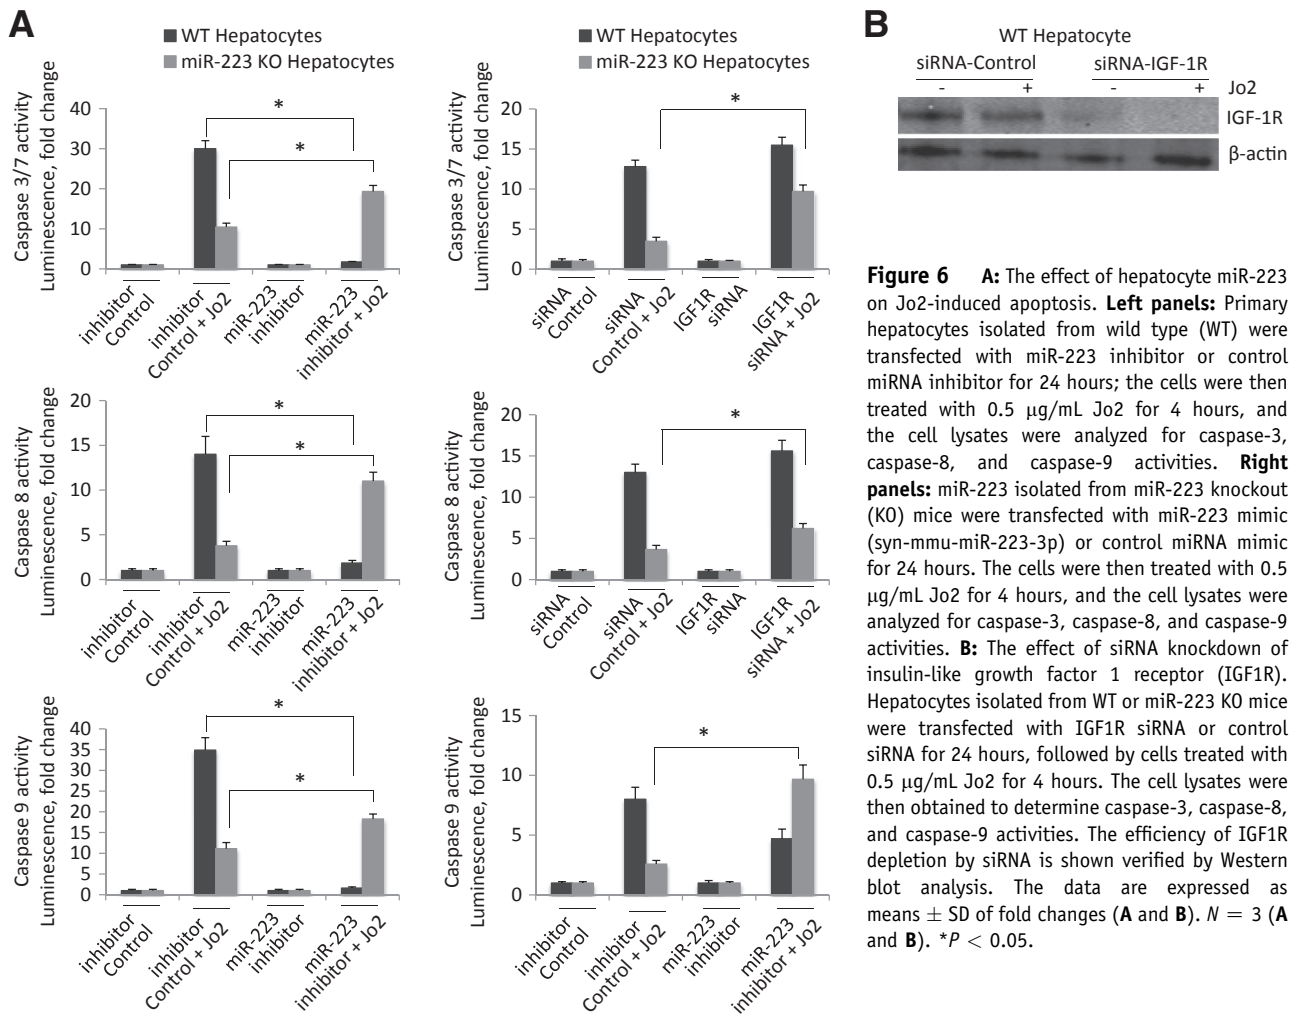 A
WT Hepatocytes
miR-223 KO Hepatocytes
Caspase 3/7 activity
Luminescence, fold change
40
30
20
10
0
*
*
inhibitor
Control
inhibitor
Control + Jo2
miR-223
inhibitor
miR-223
inhibitor + Jo2
WT Hepatocytes
miR-223 KO Hepatocytes
Caspase 3/7 activity
Luminescence, fold change
20
15
10
5
0
*
siRNA
Control
siRNA
Control + Jo2
IGF1R
siRNA
IGF1R
siRNA + Jo2
Caspase 8 activity
Luminescence, fold change
20
15
10
5
0
*
*
inhibitor
Control
inhibitor
Control + Jo2
miR-223
inhibitor
miR-223
inhibitor + Jo2
Caspase 8 activity
Luminescence, fold change
20
15
10
5
0
*
siRNA
Control
siRNA
Control + Jo2
IGF1R
siRNA
IGF1R
siRNA + Jo2
Caspase 9 activity
Luminescence, fold change
40
35
30
25
20
15
10
5
0
*
*
inhibitor
Control
inhibitor
Control + Jo2
miR-223
inhibitor
miR-223
inhibitor + Jo2
Caspase 9 activity
Luminescence, fold change
15
10
5
0
*
inhibitor
Control
inhibitor
Control + Jo2
miR-223
inhibitor
miR-223
inhibitor + Jo2
B
WT Hepatocyte
siRNA-Control siRNA-IGF-1R
- + - + Jo2
IGF-1R
β-actin
Figure 6 A: The effect of hepatocyte miR-223
on Jo2-induced apoptosis. Left panels: Primary
hepatocytes isolated from wild type (WT) were
transfected with miR-223 inhibitor or control
miRNA inhibitor for 24 hours; the cells were then
treated with 0.5 μg/mL Jo2 for 4 hours, and
the cell lysates were analyzed for caspase-3,
caspase-8, and caspase-9 activities. Right
panels: miR-223 isolated from miR-223 knockout
(KO) mice were transfected with miR-223 mimic
(syn-mmu-miR-223-3p) or control miRNA mimic
for 24 hours. The cells were then treated with 0.5
μg/mL Jo2 for 4 hours, and the cell lysates were
analyzed for caspase-3, caspase-8, and caspase-9
activities. B: The effect of siRNA knockdown of
insulin-like growth factor 1 receptor (IGF1R).
Hepatocytes isolated from WT or miR-223 KO mice
were transfected with IGF1R siRNA or control
siRNA for 24 hours, followed by cells treated with
0.5 μg/mL Jo2 for 4 hours. The cell lysates were
then obtained to determine caspase-3, caspase-8,
and caspase-9 activities. The efficiency of IGF1R
depletion by siRNA is shown verified by Western
blot analysis. The data are expressed as
means ± SD of fold changes (A and B). N = 3 (A
and B). *P < 0.05.